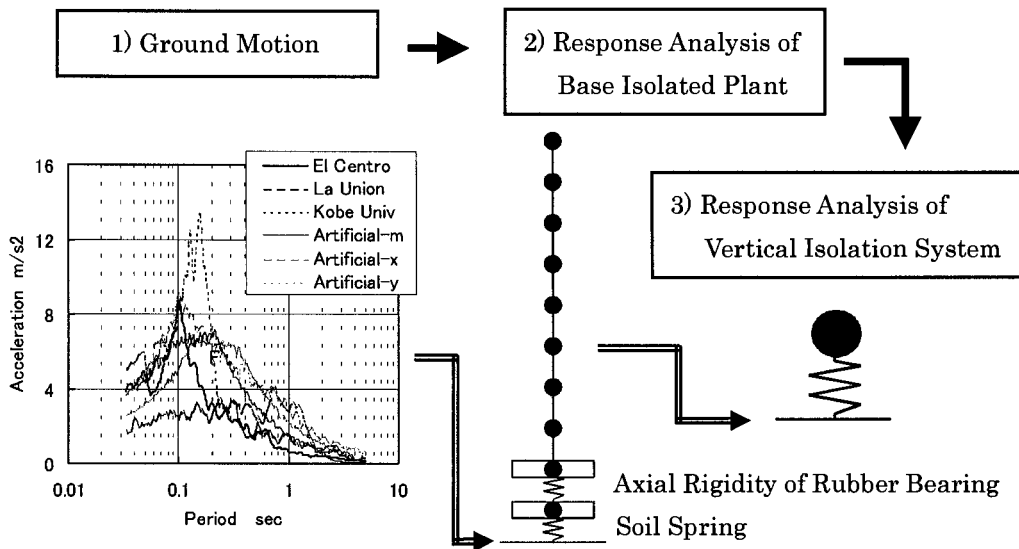 1) Ground Motion
2) Response Analysis of
Base Isolated Plant
3) Response Analysis of
Vertical Isolation System
El Centro
La Union
Kobe Univ
Artificial-m
Artificial-x
Artificial-y
Acceleration m/s2
16
12
8
4
0
0.01
0.1
1
10
Period sec
Axial Rigidity of Rubber Bearing
Soil Spring